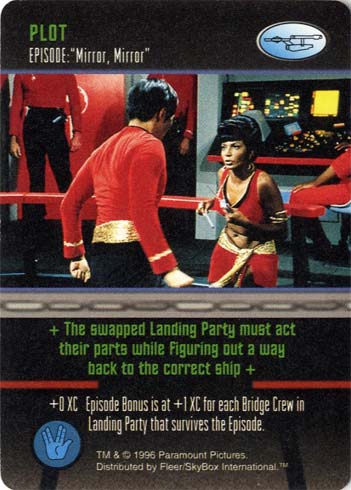 PLOT
EPISODE:"Mirror, Mirror"
+ The swapped Landing Party must act
their parts while Figuring out a way
back to the correct ship +
+0 XC Episode Bonus is at +1 XC for each Bridge Crew in
Landing Party that survives the Episode.
TM & © 1996 Paramount Pictures.
Distributed by Fleer/SkyBox International.™